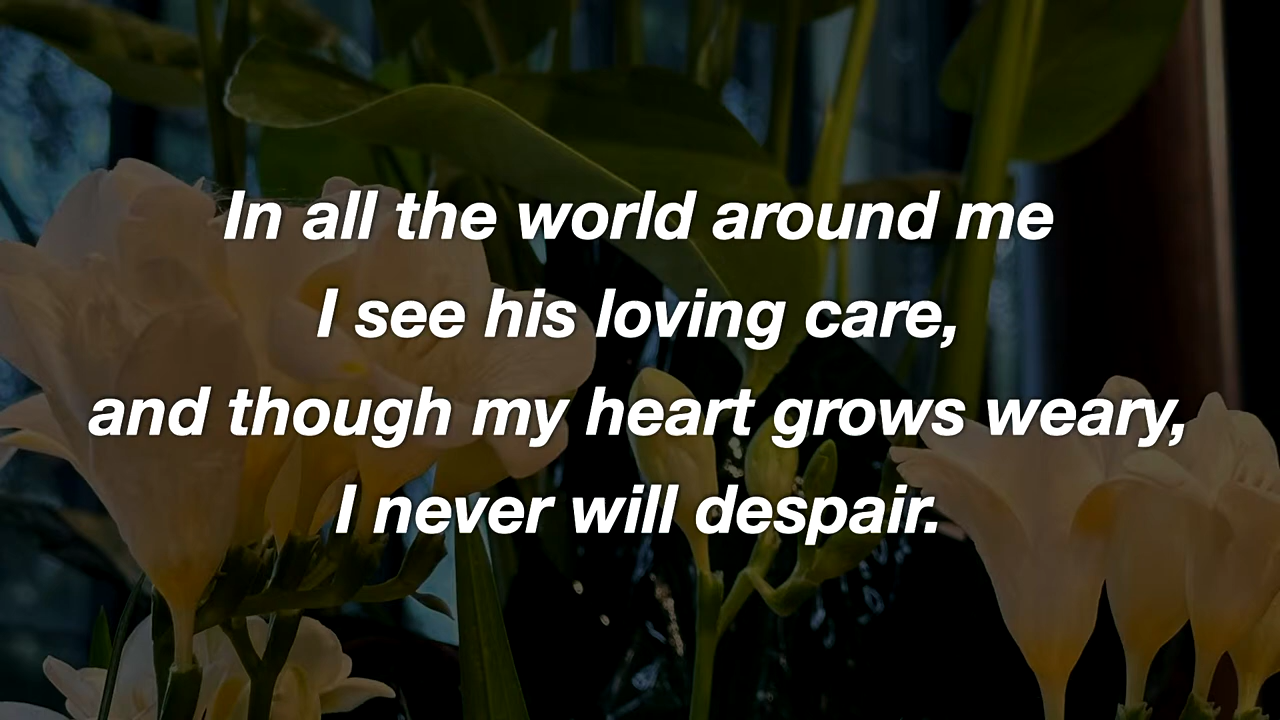 In all the world around me
I see his loving care,
and though my heart grows weary,
I never will despair.